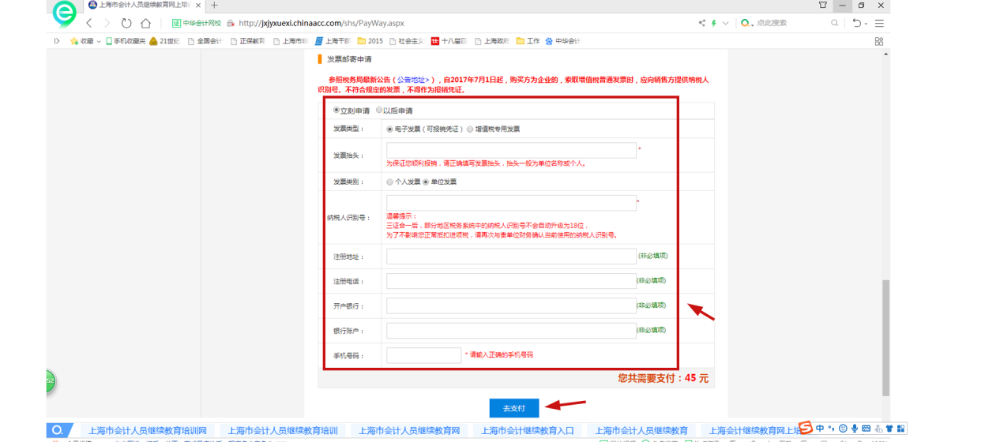 上海市会计人员继续教育网上培
中华会计网校
http://jxjyxuexi.chinaacc.com/shs/PayWay.aspx
点此搜索
收藏
手机收藏夹
21世纪
全国会计
正保教育
上海市非
上海干部
2015
社会主义
十八届四
上海政府
工作
中华会计
发票邮寄申请
参照税务局最新公告（公告地址>），自2017年7月1日起，购买方为企业的，索取增值税普通发票时，应向销售方提供纳税人
识别号。不符合规定的发票，不得作为报销凭证。
立刻申请 以后申请
发票类型： 电子发票（可报销凭证） 增值税专用发票
发票抬头： *
为保证您顺利报销，请正确填写发票抬头，抬头一般为单位名称或个人。
发票类别： 个人发票 单位发票
*
纳税人识别号： 温馨提示：
三证合一后，部分地区税务系统中的纳税人识别号不会自动升级为18位，
为了不影响您正常抵扣进项税，请再次与贵单位财务确认当前使用的纳税人识别号。
注册地址： (非必填项)
注册电话： (非必填项)
开户银行： (非必填项)
银行账户： (非必填项)
手机号码： * 请输入正确的手机号码
52
您共需要支付：45 元
去支付
上海市会计人员继续教育培训网
上海市会计人员继续教育培训
上海市会计人员继续教育网
上海市会计继续教育入口
上海市会计人员继续教育
上海会计继续教育网上培
中